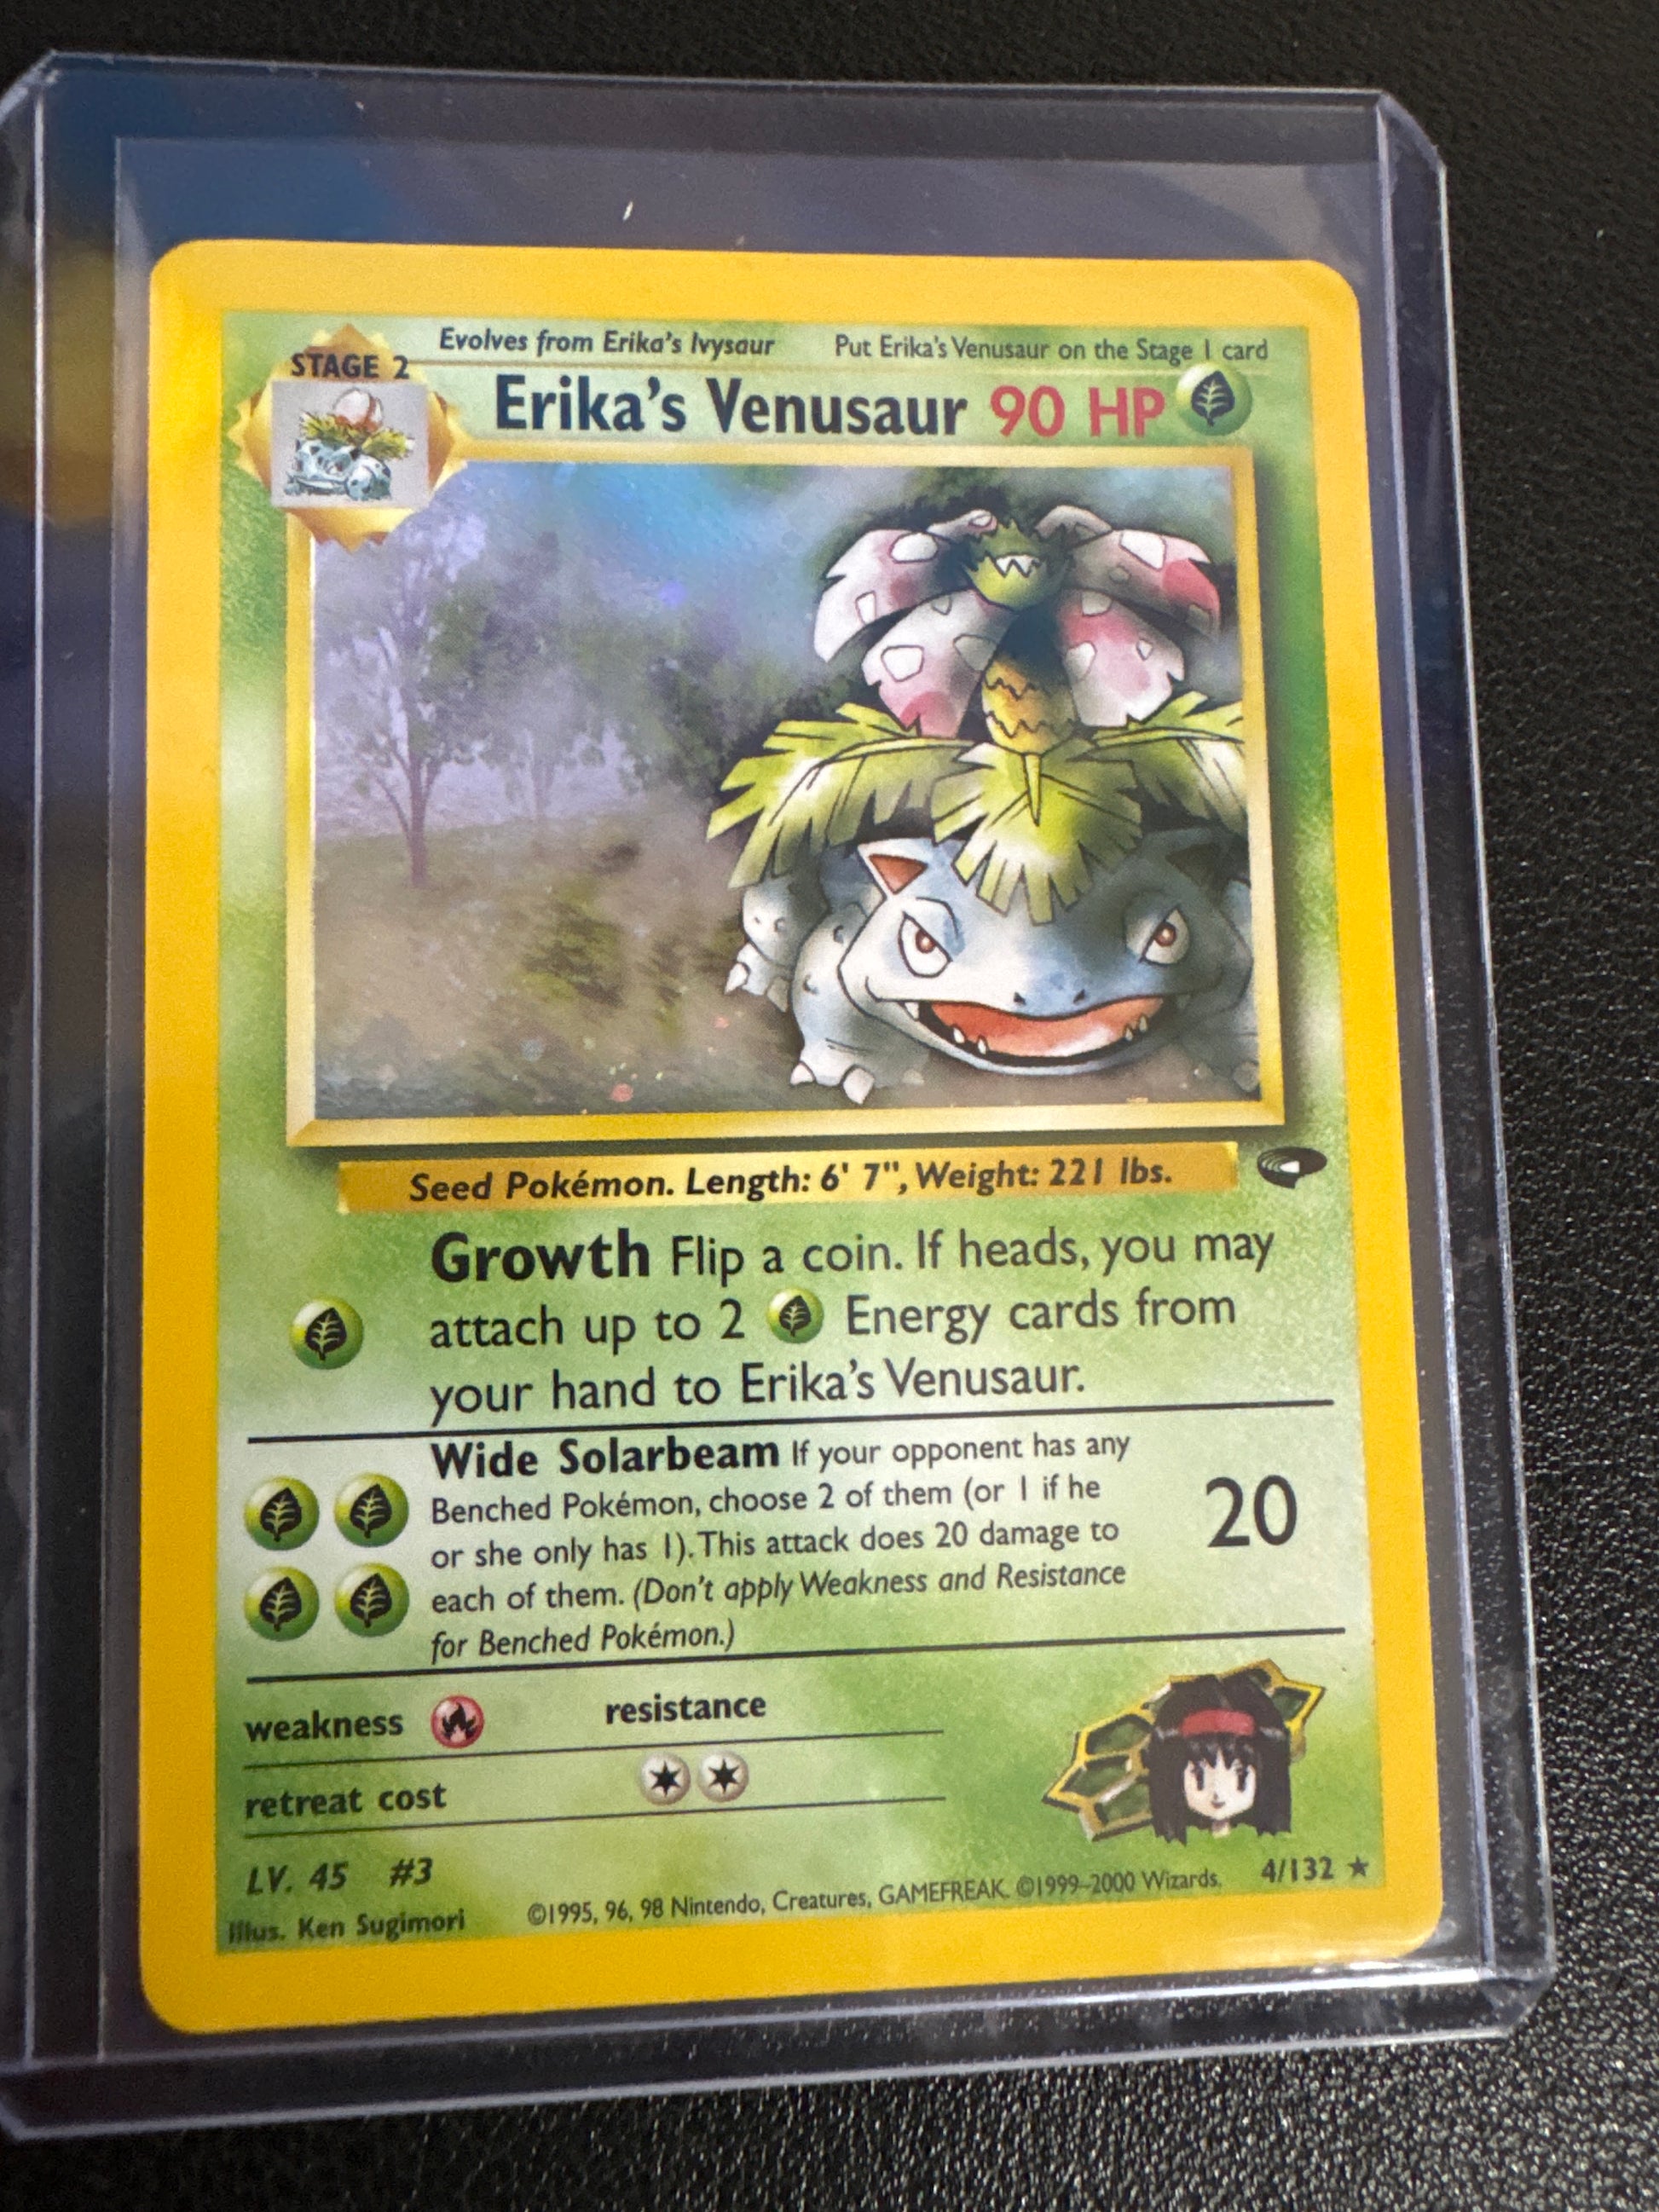 Evolves from Erika's Ivysaur Put Erika's Venusaur on the Stage 1 card
STAGE 2
Erika's Venusaur 90 HP
Seed Pokémon. Length: 6' 7", Weight: 221 lbs.
Growth Flip a coin. If heads, you may
attach up to 2 Energy cards from
your hand to Erika's Venusaur.
Wide Solarbeam If your opponent has any
Benched Pokémon, choose 2 of them (or 1 if he
or she only has 1). This attack does 20 damage to
each of them. (Don't apply Weakness and Resistance
for Benched Pokémon.)
20
weakness resistance
retreat cost
LV. 45 #3
Illus. Ken Sugimori ©1995, 96, 98 Nintendo, Creatures, GAMEFREAK. ©1999-2000 Wizards. 4/132 ★